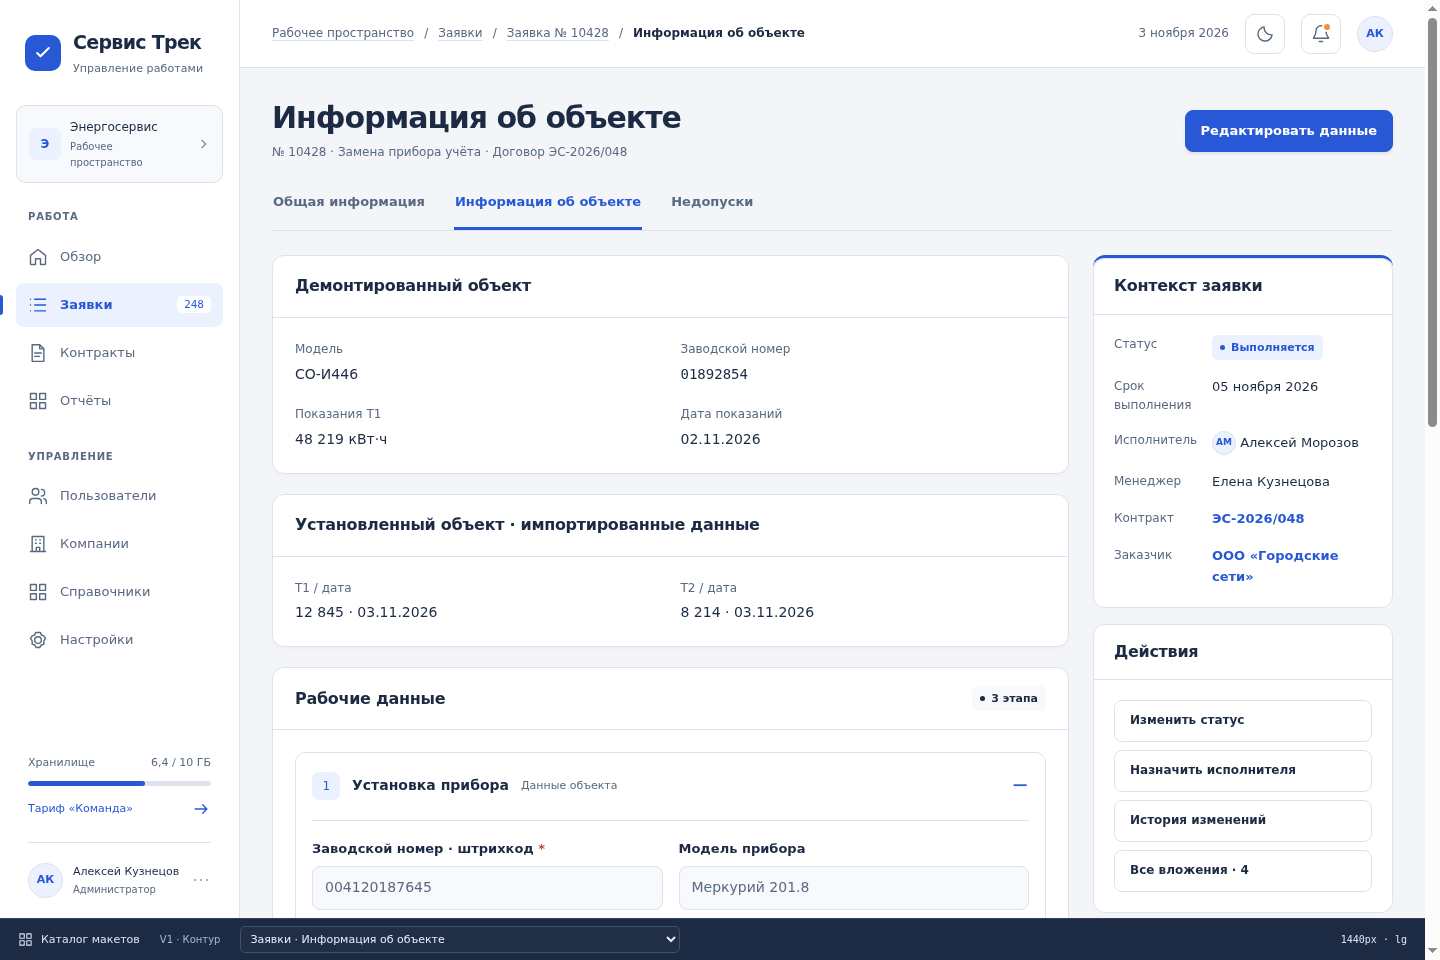 Сервис Трек
Управление работами
Э
Энергосервис
Рабочее
пространство
РАБОТА
Обзор
Заявки
248
Контракты
Отчёты
УПРАВЛЕНИЕ
Пользователи
Компании
Справочники
Настройки
Хранилище
6,4 / 10 ГБ
Тариф «Команда»
АК
Алексей Кузнецов
Администратор
Рабочее пространство / Заявки / Заявка № 10428 / Информация об объекте
3 ноября 2026
АК
Информация об объекте
№ 10428 · Замена прибора учёта · Договор ЭС-2026/048
Редактировать данные
Общая информация
Информация об объекте
Недопуски
Демонтированный объект
Модель
СО-И446
Заводской номер
01892854
Показания Т1
48 219 кВт·ч
Дата показаний
02.11.2026
Установленный объект · импортированные данные
Т1 / дата
12 845 · 03.11.2026
Т2 / дата
8 214 · 03.11.2026
Рабочие данные
3 этапа
1
Установка прибора
Данные объекта
Заводской номер · штрихкод *
004120187645
Модель прибора
Меркурий 201.8
Контекст заявки
Статус
Выполняется
Срок
выполнения
05 ноября 2026
Исполнитель
АМ
Алексей Морозов
Менеджер
Елена Кузнецова
Контракт
ЭС-2026/048
Заказчик
ООО «Городские
сети»
Действия
Изменить статус
Назначить исполнителя
История изменений
Все вложения · 4
Каталог макетов
V1 · Контур
Заявки · Информация об объекте
1440px · lg